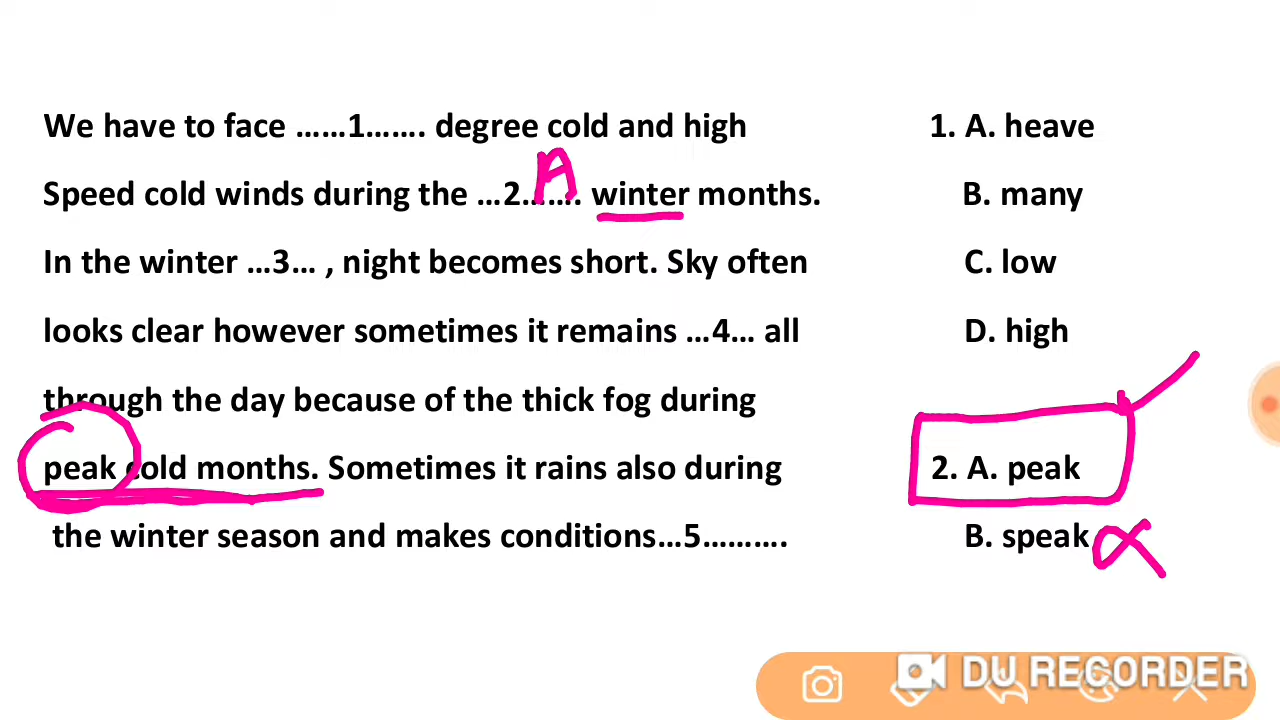 We have to face ……1……. degree cold and high
Speed cold winds during the …2……. winter months.
A
In the winter …3… , night becomes short. Sky often
looks clear however sometimes it remains …4… all
through the day because of the thick fog during
peak cold months. Sometimes it rains also during
the winter season and makes conditions…5……….
1. A. heave
B. many
C. low
D. high
2. A. peak
B. speak
DU RECORDER